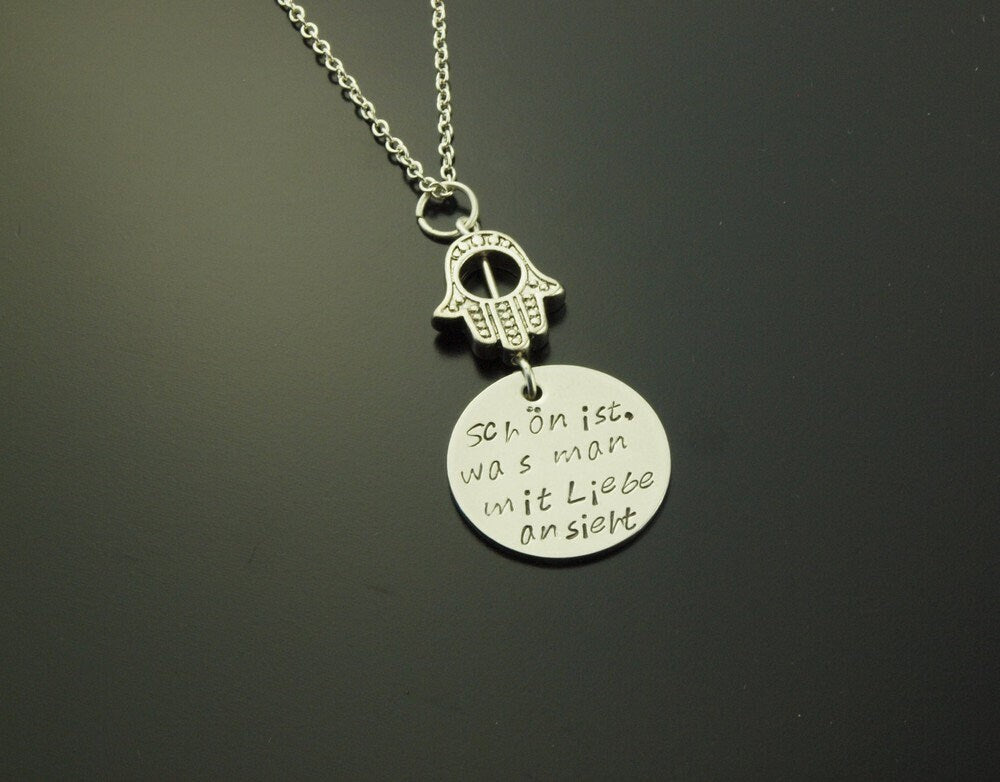 schön ist.
was man
mit Liebe
ansieht